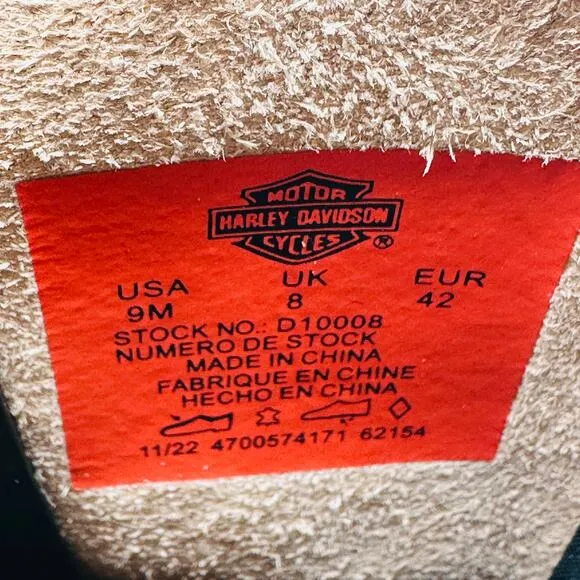 MOTOR
HARLEY DAVIDSON
CYCLES ®
USA UK EUR
9M 8 42
STOCK NO.: D10008
NUMERO DE STOCK
MADE IN CHINA
FABRIQUE EN CHINE
HECHO EN CHINA
11/22 4700574171 62154